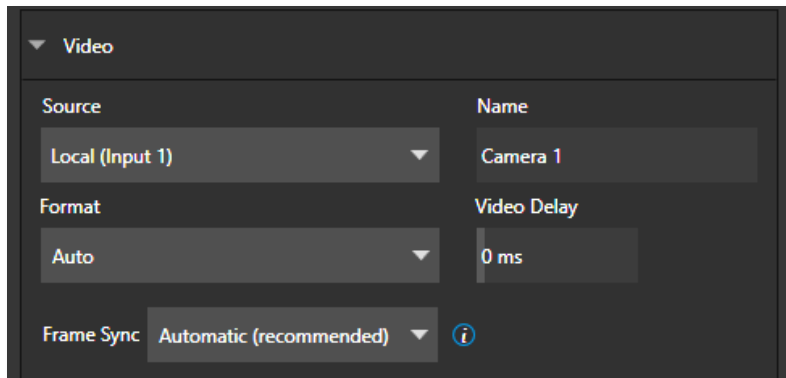 Video
Source
Name
Local (Input 1)
Camera 1
Format
Video Delay
Auto
0 ms
Frame Sync
Automatic (recommended)
i